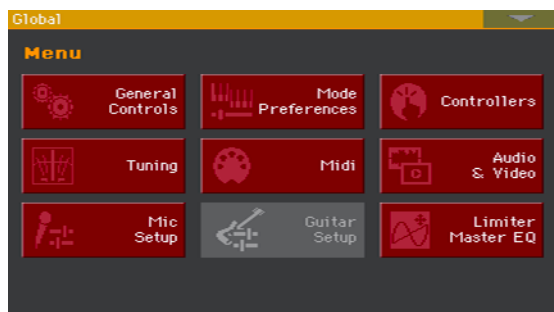 Global
Menu
General
Controls
Mode
Preferences
Controllers
Tuning
Midi
Audio
& Video
Mic
Setup
Guitar
Setup
Limiter
Master EQ